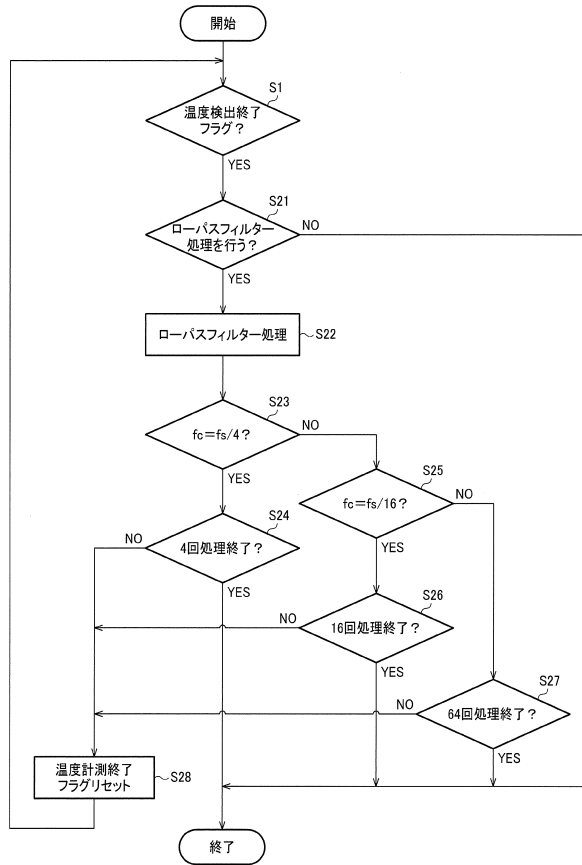 開始
S1
温度検出終了
フラグ？
YES
S21
ローパスフィルター
処理を行う？
NO
YES
ローパスフィルター処理
S22
S23
fc=fs/4？
NO
YES
S25
fc=fs/16？
NO
YES
S24
4回処理終了？
NO
YES
S26
16回処理終了？
NO
YES
S27
64回処理終了？
NO
YES
温度計測終了
フラグリセット
S28
終了